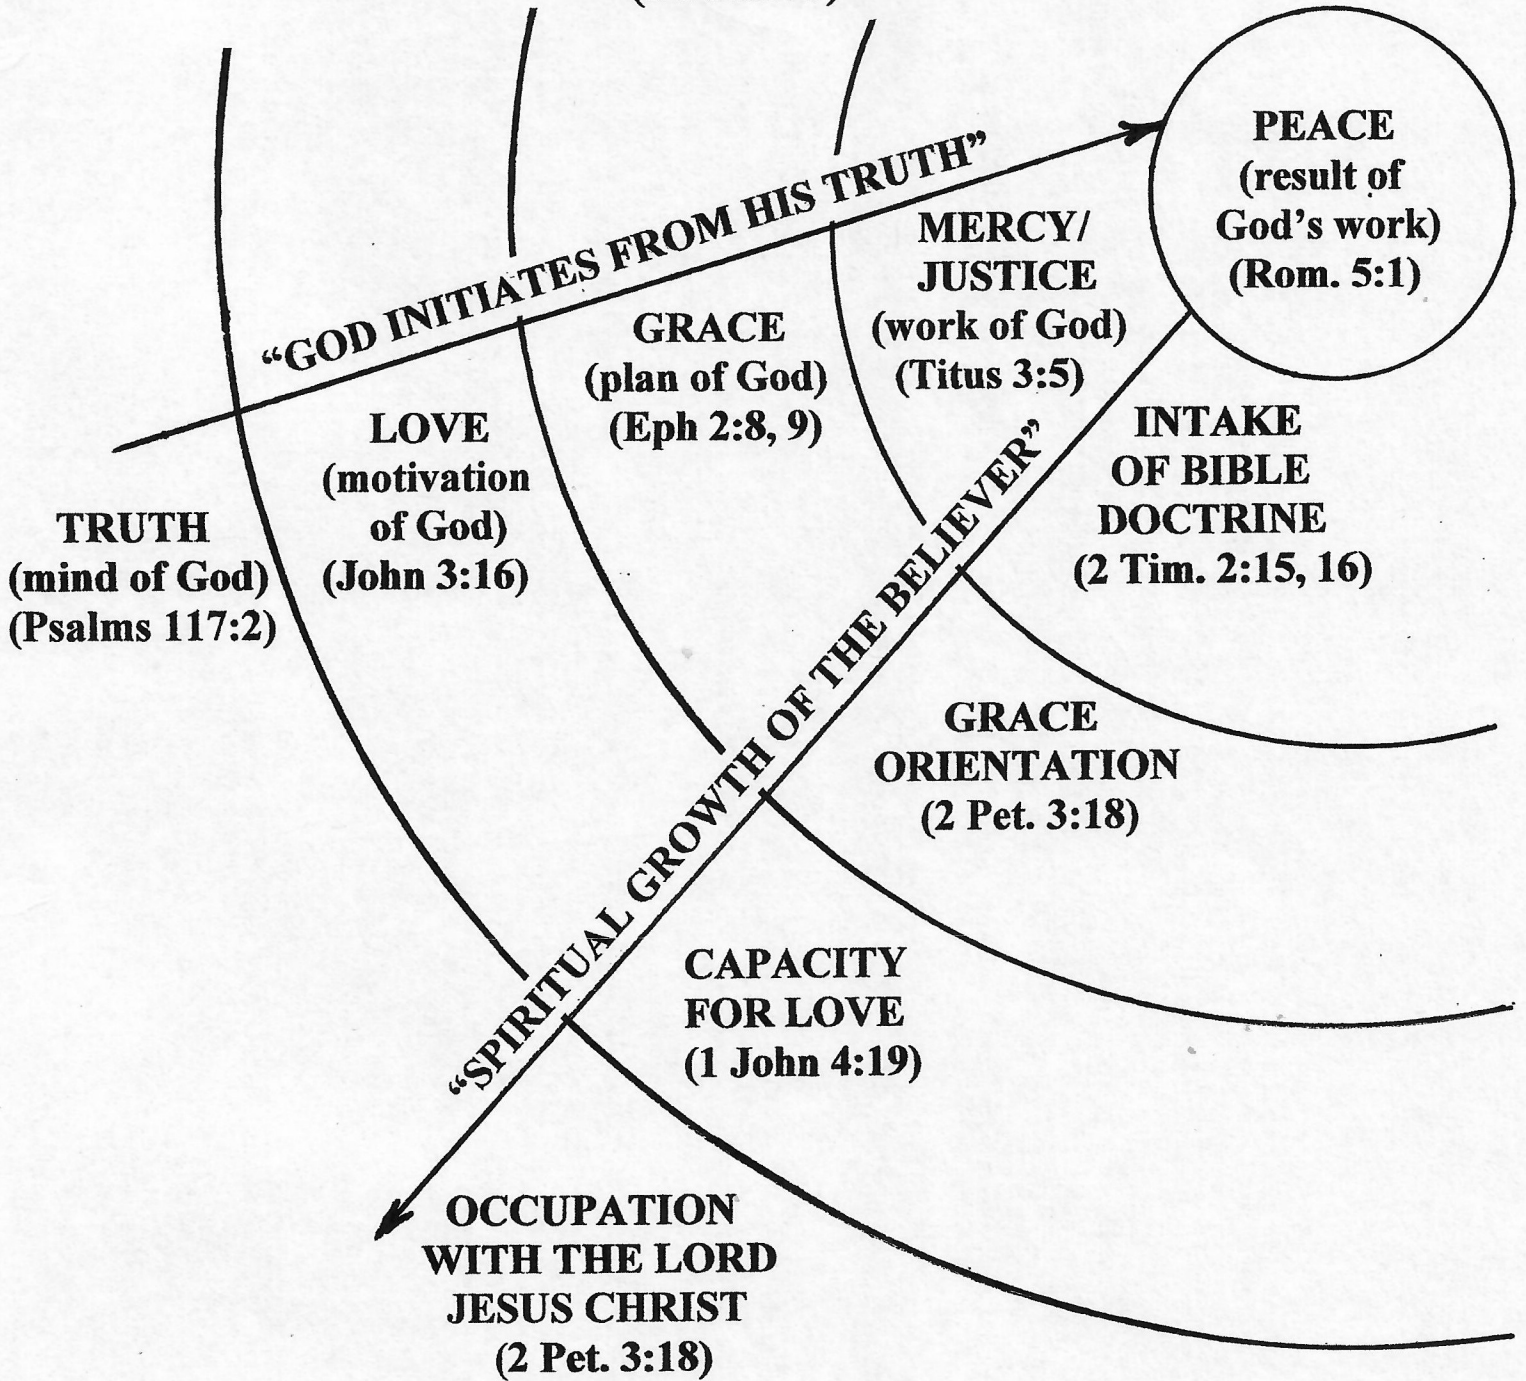 "GOD INITIATES FROM HIS TRUTH"
PEACE
(result of
God's work)
(Rom. 5:1)
MERCY/
JUSTICE
(work of God)
(Titus 3:5)
GRACE
(plan of God)
(Eph 2:8, 9)
LOVE
(motivation
of God)
(John 3:16)
TRUTH
(mind of God)
(Psalms 117:2)
"SPIRITUAL GROWTH OF THE BELIEVER"
INTAKE
OF BIBLE
DOCTRINE
(2 Tim. 2:15, 16)
GRACE
ORIENTATION
(2 Pet. 3:18)
CAPACITY
FOR LOVE
(1 John 4:19)
OCCUPATION
WITH THE LORD
JESUS CHRIST
(2 Pet. 3:18)